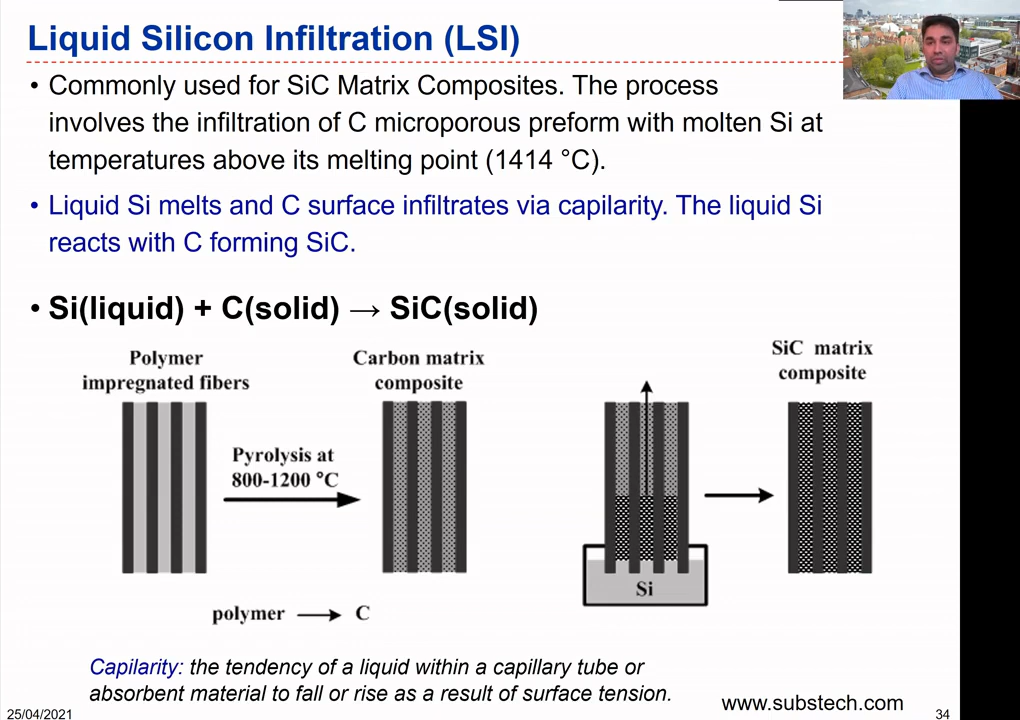 Liquid Silicon Infiltration (LSI)
• Commonly used for SiC Matrix Composites. The process
involves the infiltration of C microporous preform with molten Si at
temperatures above its melting point (1414 °C).
• Liquid Si melts and C surface infiltrates via capilarity. The liquid Si
reacts with C forming SiC.
• Si(liquid) + C(solid) → SiC(solid)
Polymer
impregnated fibers
Pyrolysis at
800-1200 °C
Carbon matrix
composite
Si
SiC matrix
composite
polymer → C
Capilarity: the tendency of a liquid within a capillary tube or
absorbent material to fall or rise as a result of surface tension.
www.substech.com
25/04/2021
34